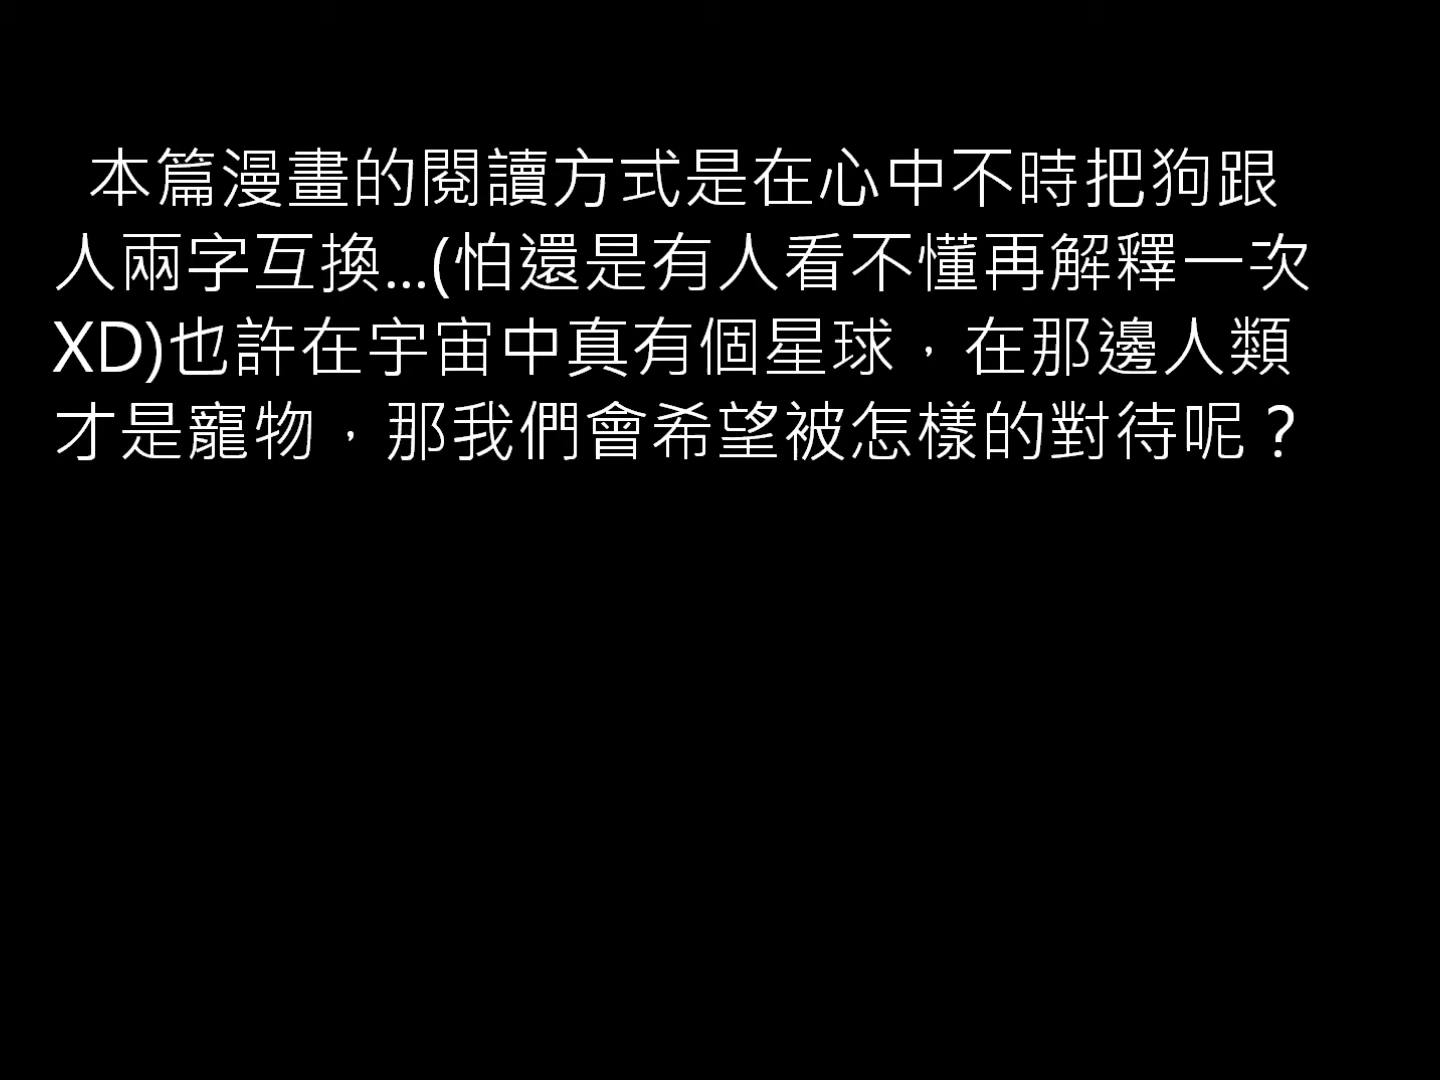 本篇漫畫的閱讀方式是在心中不時把狗跟
人兩字互換...(怕還是有人看不懂再解釋一次
XD)也許在宇宙中真有個星球，在那邊人類
才是寵物，那我們會希望被怎樣的對待呢？